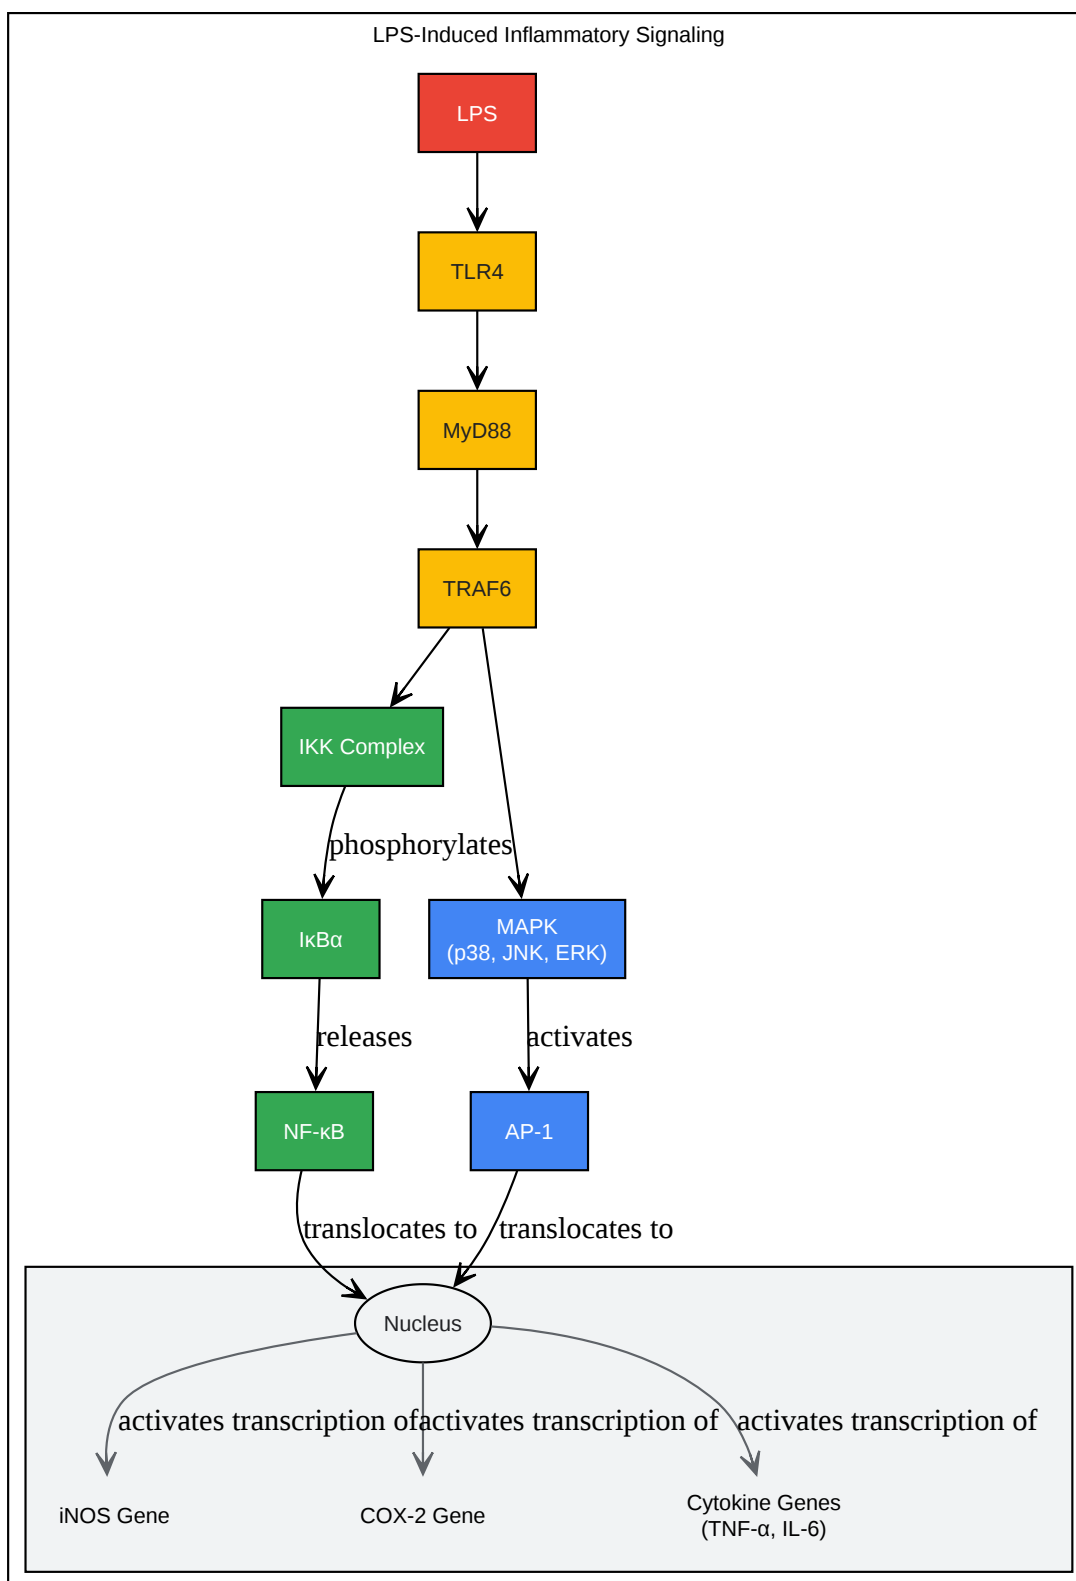 LPS-Induced Inflammatory Signaling
LPS
TLR4
MyD88
TRAF6
IKK Complex
phosphorylates
IκBα
MAPK
(p38, JNK, ERK)
releases
activates
NF-κB
AP-1
translocates to
translocates to
Nucleus
activates transcription of
activates transcription of
activates transcription of
iNOS Gene
COX-2 Gene
Cytokine Genes
(TNF-α, IL-6)